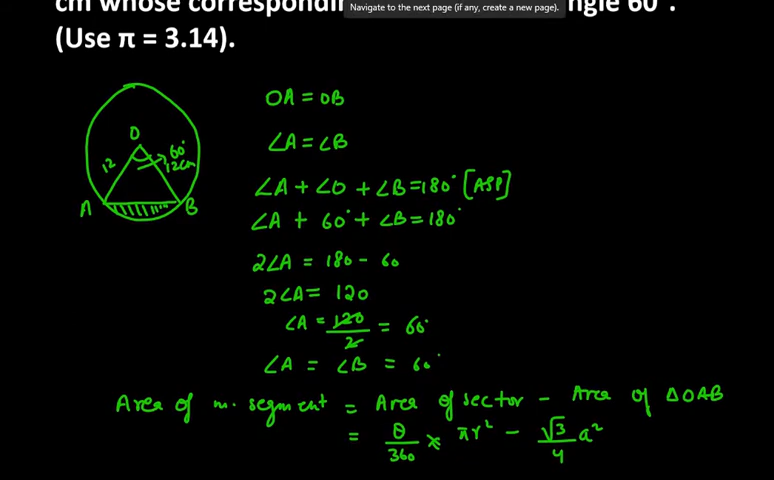 cm whose correspondi
Navigate to the next page (if any, create a new page).
ngle 60°.
(Use π = 3.14).
OA = OB
∠A = ∠B
∠A + ∠O + ∠B = 180° [ASP]
∠A + 60° + ∠B = 180°
2∠A = 180 - 60
2∠A = 120
∠A = 120/2 = 60°
∠A = ∠B = 60°
O
60°
12
12cm
A
B
Area of m. segment = Area of sector - Area of ΔOAB
= θ/360 × πr² - √3/4 a²